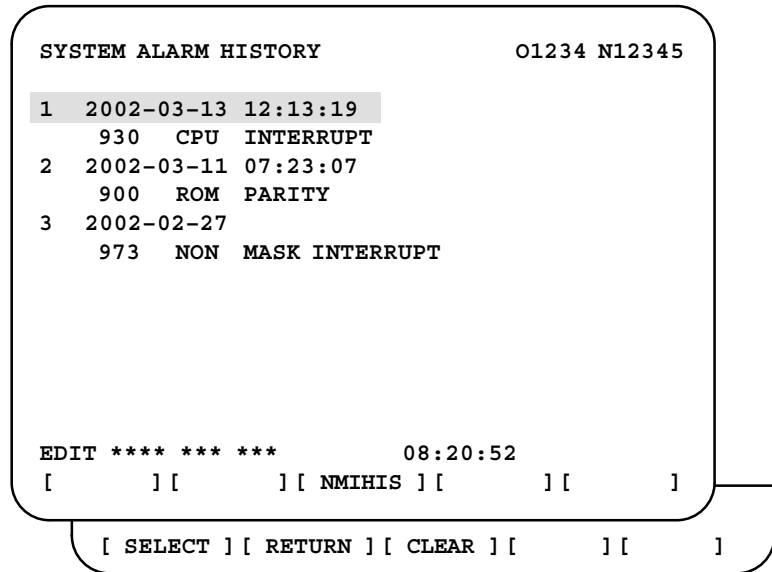 SYSTEM ALARM HISTORY O1234 N12345
1 2002-03-13 12:13:19
930 CPU INTERRUPT
2 2002-03-11 07:23:07
900 ROM PARITY
3 2002-02-27
973 NON MASK INTERRUPT
EDIT **** *** *** 08:20:52
[ ] [ ] [ NMIHIS ] [ ] [ ]
[ SELECT ] [ RETURN ] [ CLEAR ] [ ] [ ]